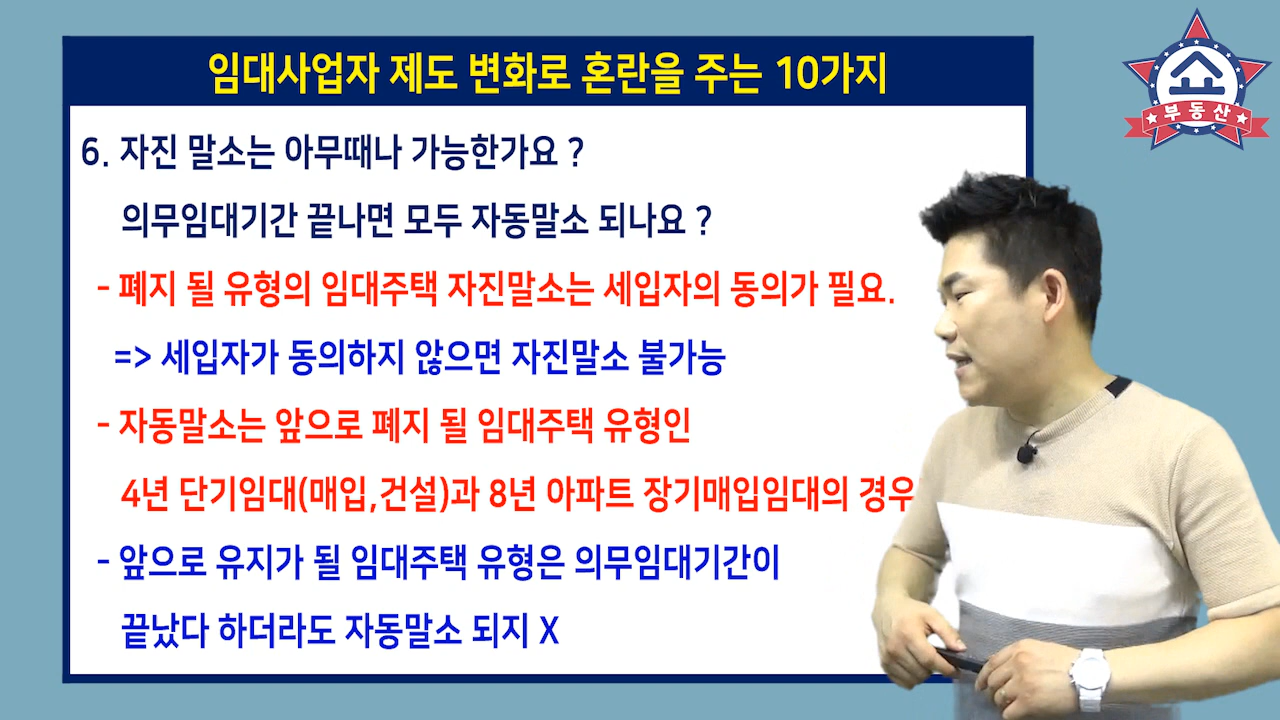 임대사업자 제도 변화로 혼란을 주는 10가지
부동산
6. 자진 말소는 아무때나 가능한가요 ?
의무임대기간 끝나면 모두 자동말소 되나요 ?
- 폐지 될 유형의 임대주택 자진말소는 세입자의 동의가 필요.
=> 세입자가 동의하지 않으면 자진말소 불가능
- 자동말소는 앞으로 폐지 될 임대주택 유형인
4년 단기임대(매입,건설)과 8년 아파트 장기매입임대의 경우
- 앞으로 유지가 될 임대주택 유형은 의무임대기간이
끝났다 하더라도 자동말소 되지 X